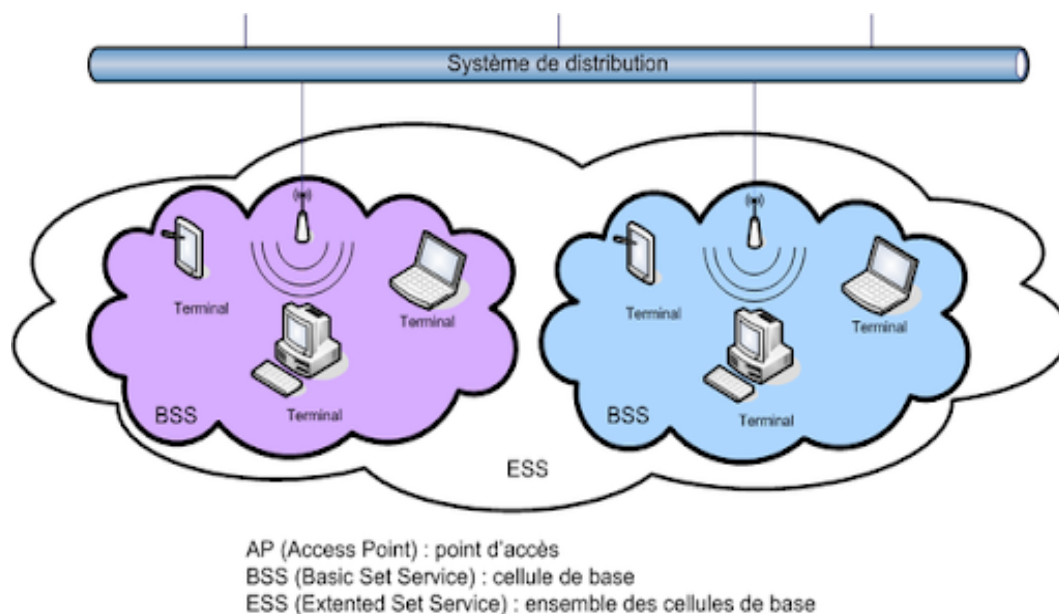 Système de distribution
Terminal
Terminal
Terminal
BSS
Terminal
Terminal
Terminal
BSS
ESS
AP (Access Point) : point d'accès
BSS (Basic Set Service) : cellule de base
ESS (Extented Set Service) : ensemble des cellules de base